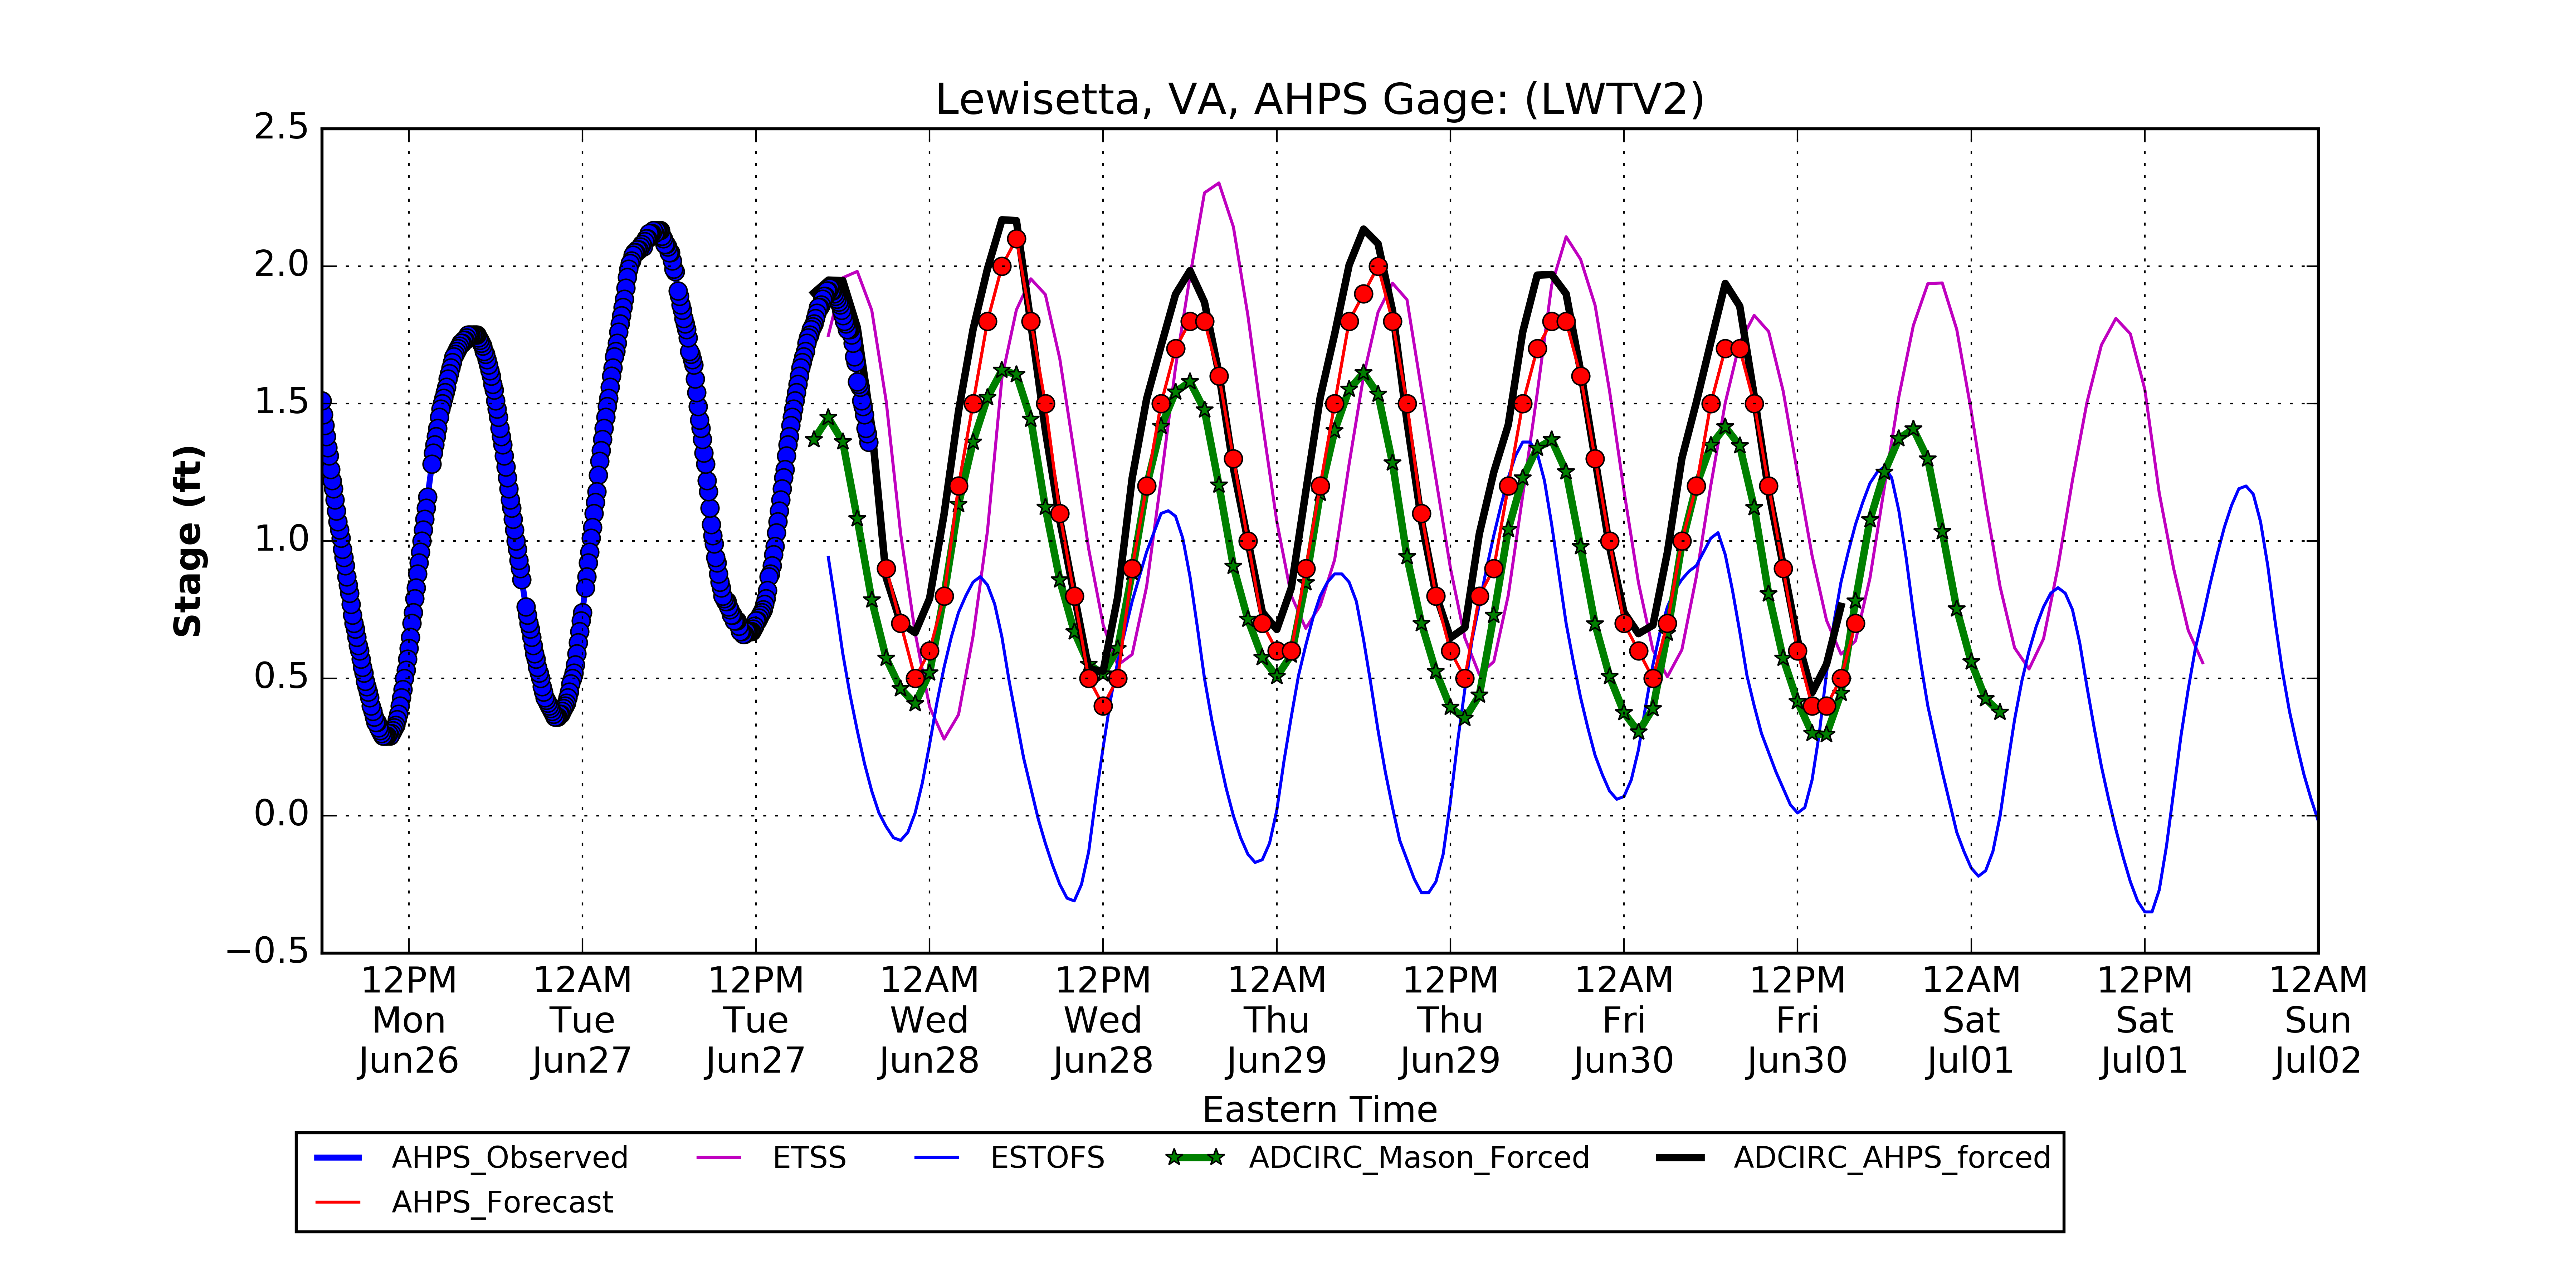 Lewisetta, VA, AHPS Gage: (LWTV2)
2.5
2.0
1.5
1.0
0.5
0.0
−0.5
Stage (ft)
12PM 12AM 12PM 12AM 12PM 12AM 12PM 12AM 12PM 12AM 12PM 12AM
Mon Tue Tue Wed Wed Thu Thu Fri Fri Sat Sat Sun
Jun26 Jun27 Jun27 Jun28 Jun28 Jun29 Jun29 Jun30 Jun30 Jul01 Jul01 Jul02
Eastern Time
AHPS_Observed ETSS ESTOFS ADCIRC_Mason_Forced ADCIRC_AHPS_forced
AHPS_Forecast